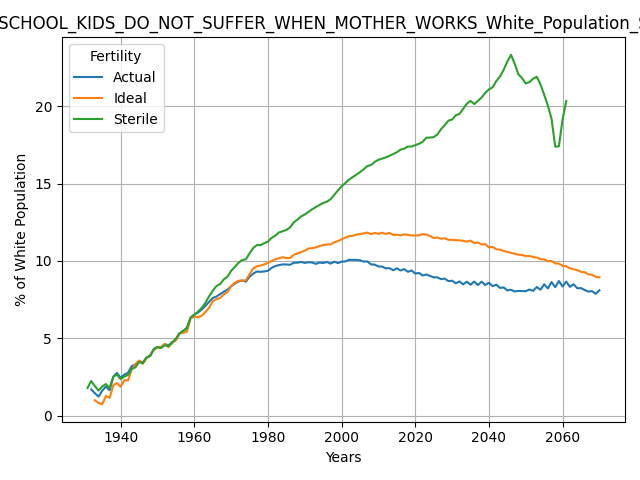 SCHOOL_KIDS_DO_NOT_SUFFER_WHEN_MOTHER_WORKS_White_Population_
Fertility
Actual
Ideal
Sterile
% of White Population
20
15
10
5
0
1940 1960 1980 2000 2020 2040 2060
Years